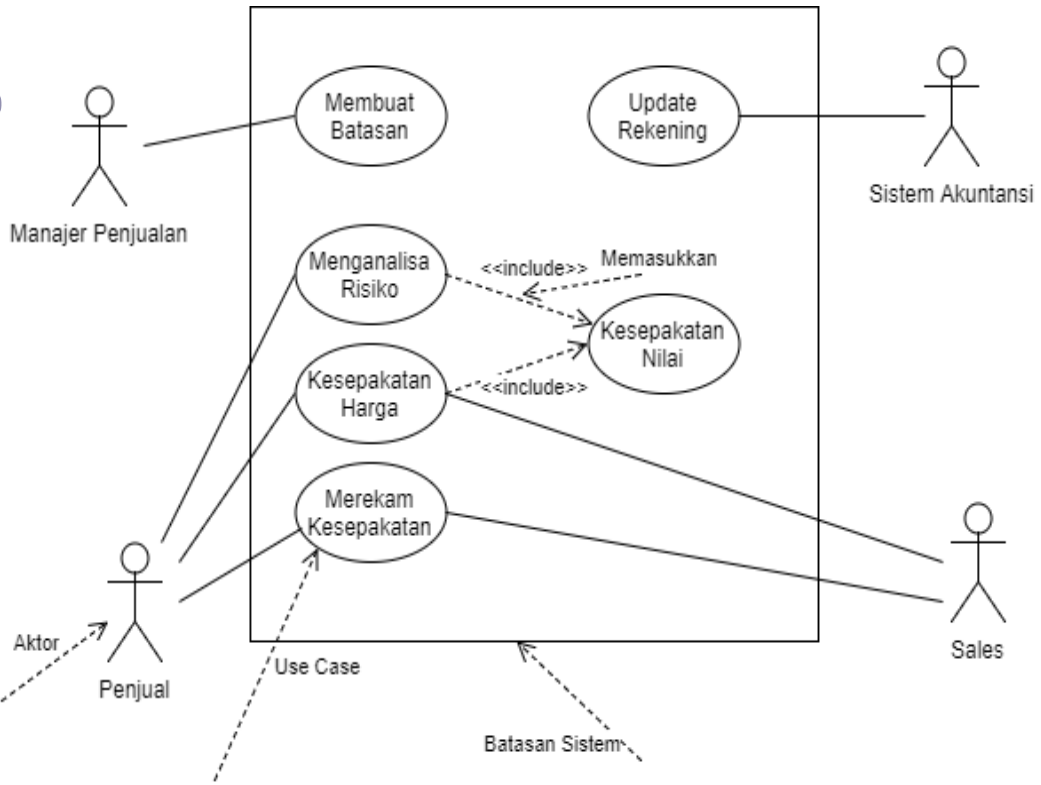 Membuat
Batasan
Update
Rekening
Manajer Penjualan
Sistem Akuntansi
Menganalisa
Risiko
<<include>>
Memasukkan
Kesepakatan
Nilai
Kesepakatan
Harga
<<include>>
Merekam
Kesepakatan
Aktor
Penjual
Use Case
Sales
Batasan Sistem